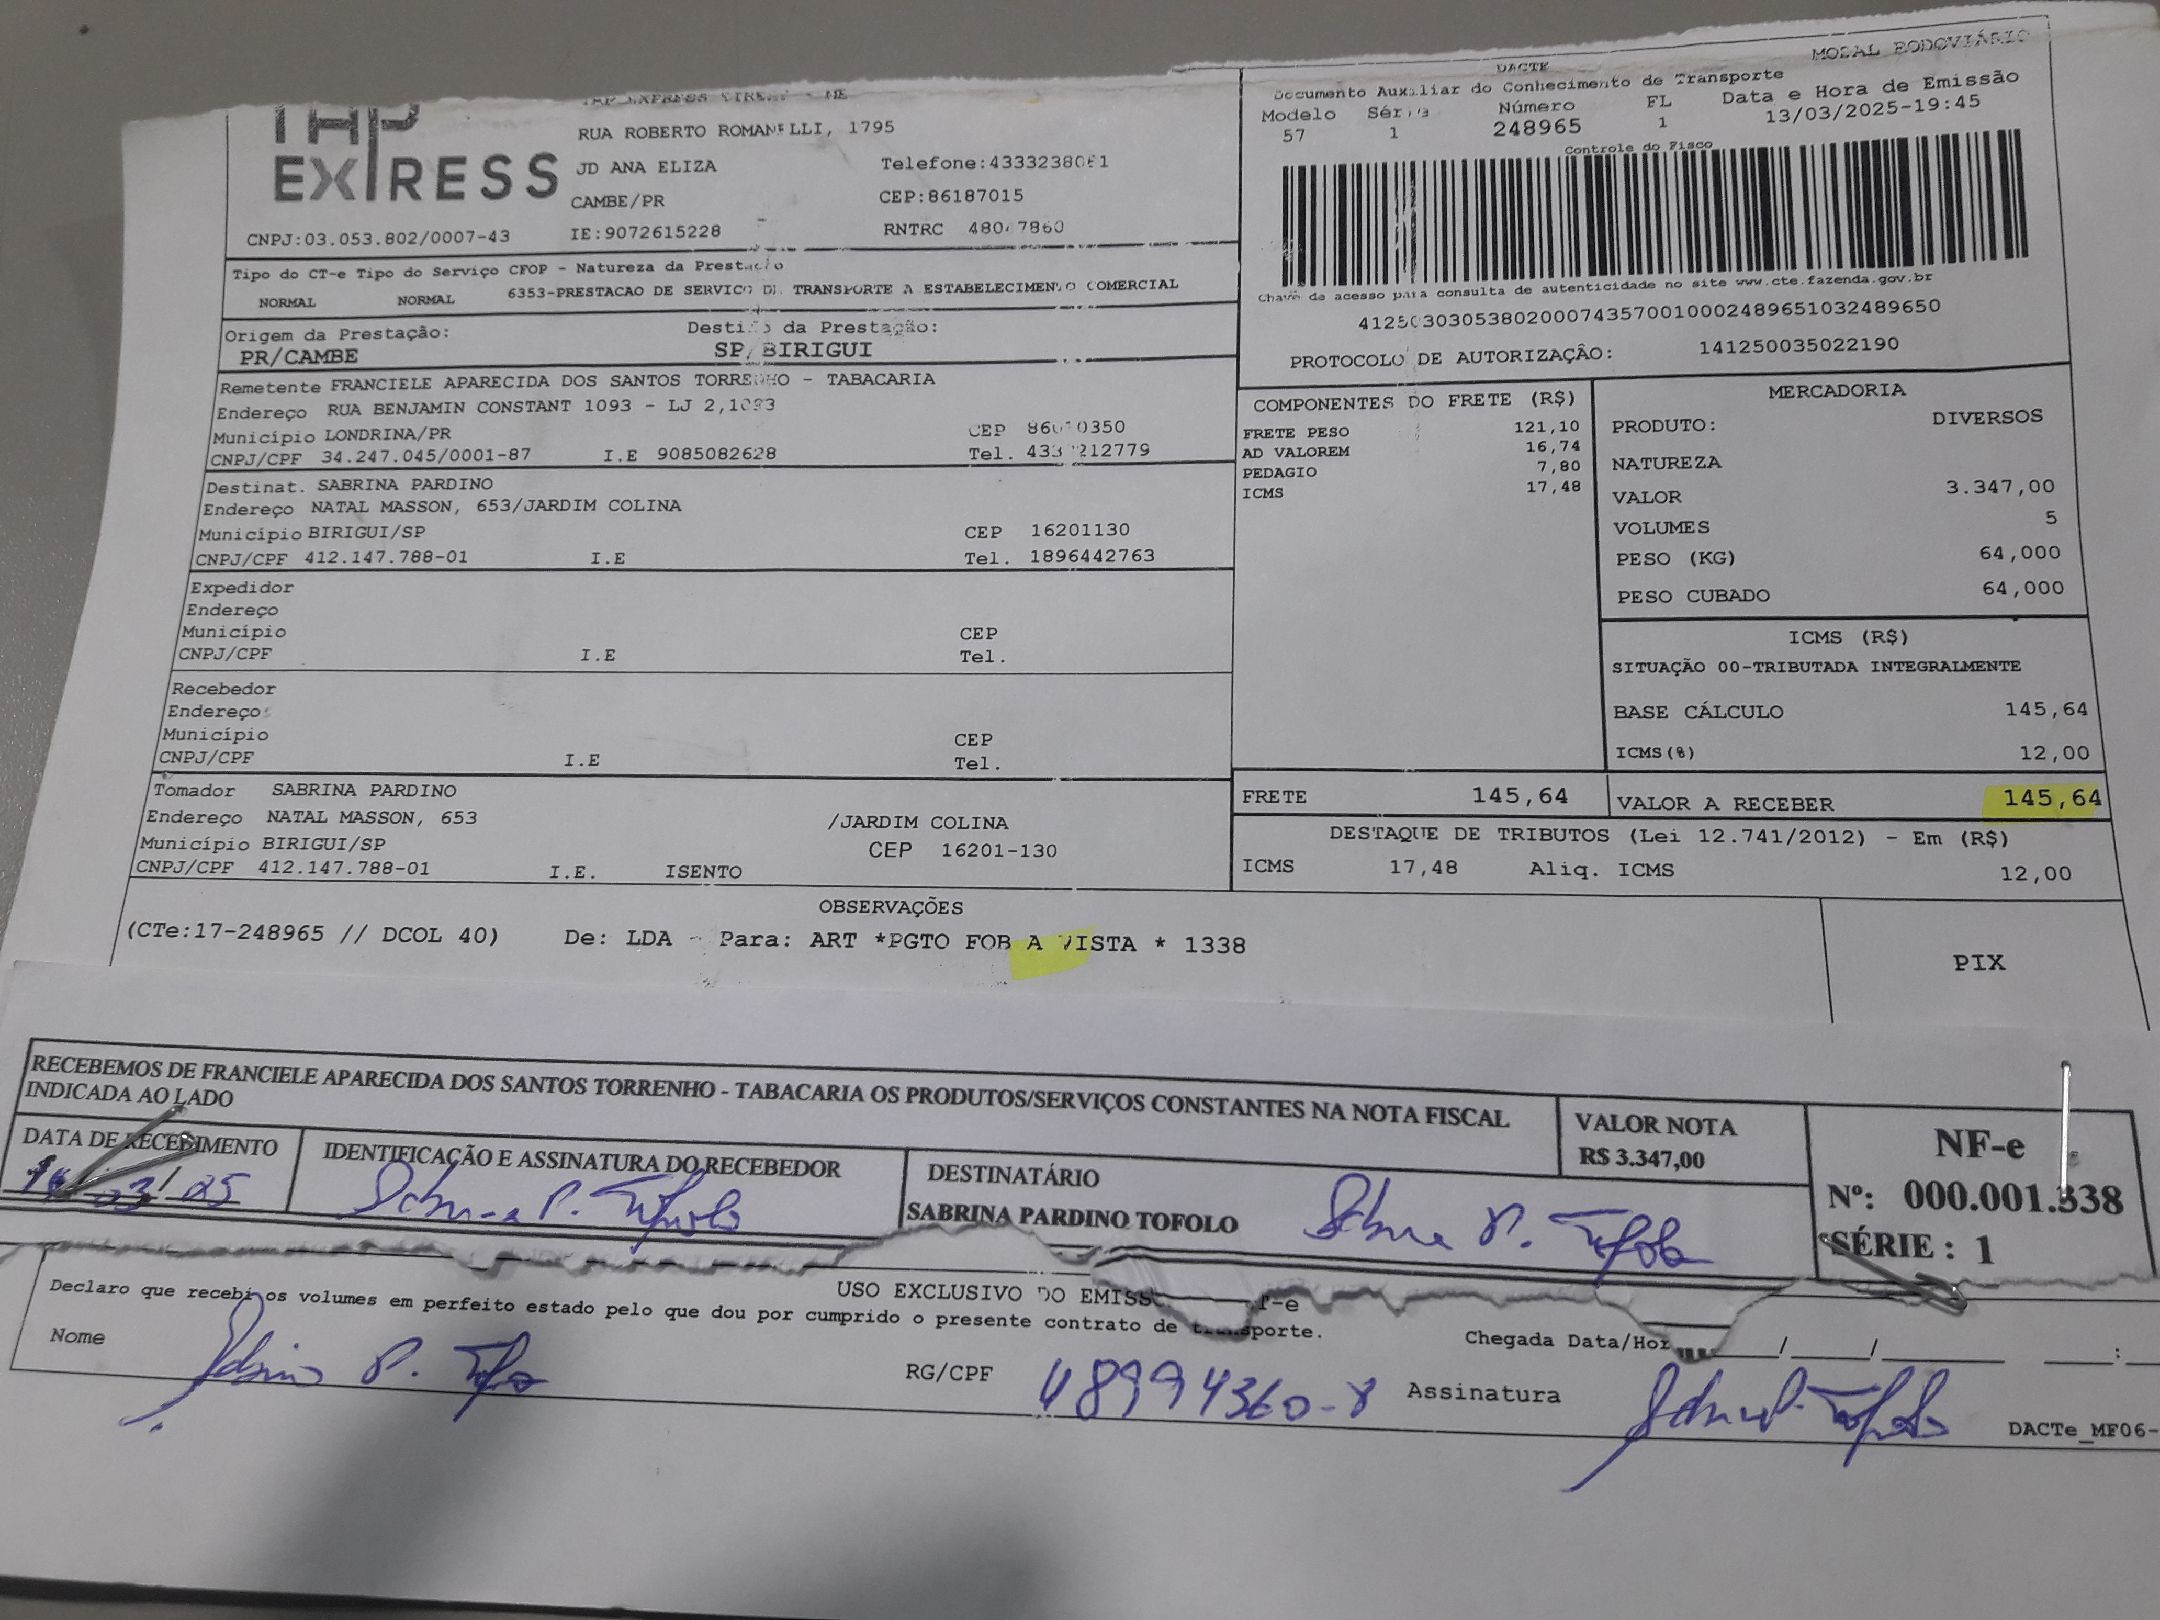 EXPRESS
RUA ROBERTO ROMANELLI, 1795
JD ANA ELIZA Telefone:4333238061
CAMBE/PR CEP:86187015
CNPJ:03.053.802/0007-43 IE:9072615228 RNTRC
MODAL RODOVIÁRIO
DACTE
Documento Auxiliar do Conhecimento de Transporte
Modelo Série Número FL Data e Hora de Emissão
57 1 248965 1 13/03/2025-19:45
Controle do Fisco
Chave de acesso para consulta de autenticidade no site www.cte.fazenda.gov.br
PROTOCOLO DE AUTORIZAÇÃO: 141250035022190
Tipo do CT-e Tipo do Serviço CFOP - Natureza da Prestação
NORMAL NORMAL 6353-PRESTACAO DE SERVICO DE TRANSPORTE A ESTABELECIMENTO COMERCIAL
Origem da Prestação: Destino da Prestação:
PR/CAMBE SP/BIRIGUI
Remetente FRANCIELE APARECIDA DOS SANTOS TORRENHO - TABACARIA
Endereço RUA BENJAMIN CONSTANT 1093 - LJ 2,1093
Município LONDRINA/PR CEP 86010350
CNPJ/CPF 34.247.045/0001-87 I.E 9085082628 Tel.
Destinat. SABRINA PARDINO
Endereço NATAL MASSON, 653/JARDIM COLINA
Município BIRIGUI/SP CEP 16201130
CNPJ/CPF 412.147.788-01 I.E Tel. 1896442763
Expedidor
Endereço
Município CEP
CNPJ/CPF I.E Tel.
Recebedor
Endereço
Município CEP
CNPJ/CPF I.E Tel.
Tomador SABRINA PARDINO
Endereço NATAL MASSON, 653 /JARDIM COLINA
Município BIRIGUI/SP CEP 16201-130
CNPJ/CPF 412.147.788-01 I.E. ISENTO
COMPONENTES DO FRETE (R$)
FRETE PESO 121,10
AD VALOREM 16,74
PEDAGIO 7,80
ICMS 17,48
MERCADORIA
PRODUTO: DIVERSOS
NATUREZA
VALOR 3.347,00
VOLUMES 5
PESO (KG) 64,000
PESO CUBADO 64,000
ICMS (R$)
SITUAÇÃO 00-TRIBUTADA INTEGRALMENTE
BASE CÁLCULO 145,64
ICMS(%) 12,00
FRETE 145,64 VALOR A RECEBER 145,64
DESTAQUE DE TRIBUTOS (Lei 12.741/2012) - Em (R$)
ICMS 17,48 Aliq. ICMS 12,00
OBSERVAÇÕES
(CTe:17-248965 // DCOL 40) De: LDA - Para: ART *PGTO FOB A VISTA * 1338
PIX
RECEBEMOS DE FRANCIELE APARECIDA DOS SANTOS TORRENHO - TABACARIA OS PRODUTOS/SERVIÇOS CONSTANTES NA NOTA FISCAL
INDICADA AO LADO
VALOR NOTA
R$ 3.347,00
NF-e
Nº: 000.001.338
SÉRIE : 1
DATA DE RECEBIMENTO
IDENTIFICAÇÃO E ASSINATURA DO RECEBEDOR
DESTINATÁRIO
SABRINA PARDINO TOFOLO
USO EXCLUSIVO DO
Declaro que recebi os volumes em perfeito estado pelo que dou por cumprido o presente contrato de transporte.
Nome RG/CPF 48994360-8 Chegada Assinatura
DACTe_MF06-